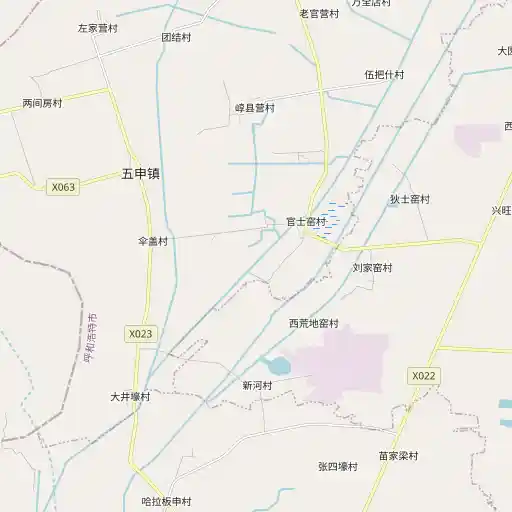 万全店村
老官营村
左家营村
团结村
大图
伍把什村
两间房村
崞县营村
西
五申镇
X063
狄士窑村
兴旺
官士窑村
伞盖村
刘家窑村
呼和浩特市
西荒地窑村
X023
X022
新河村
大井壕村
苗家梁村
张四壕村
哈拉板申村